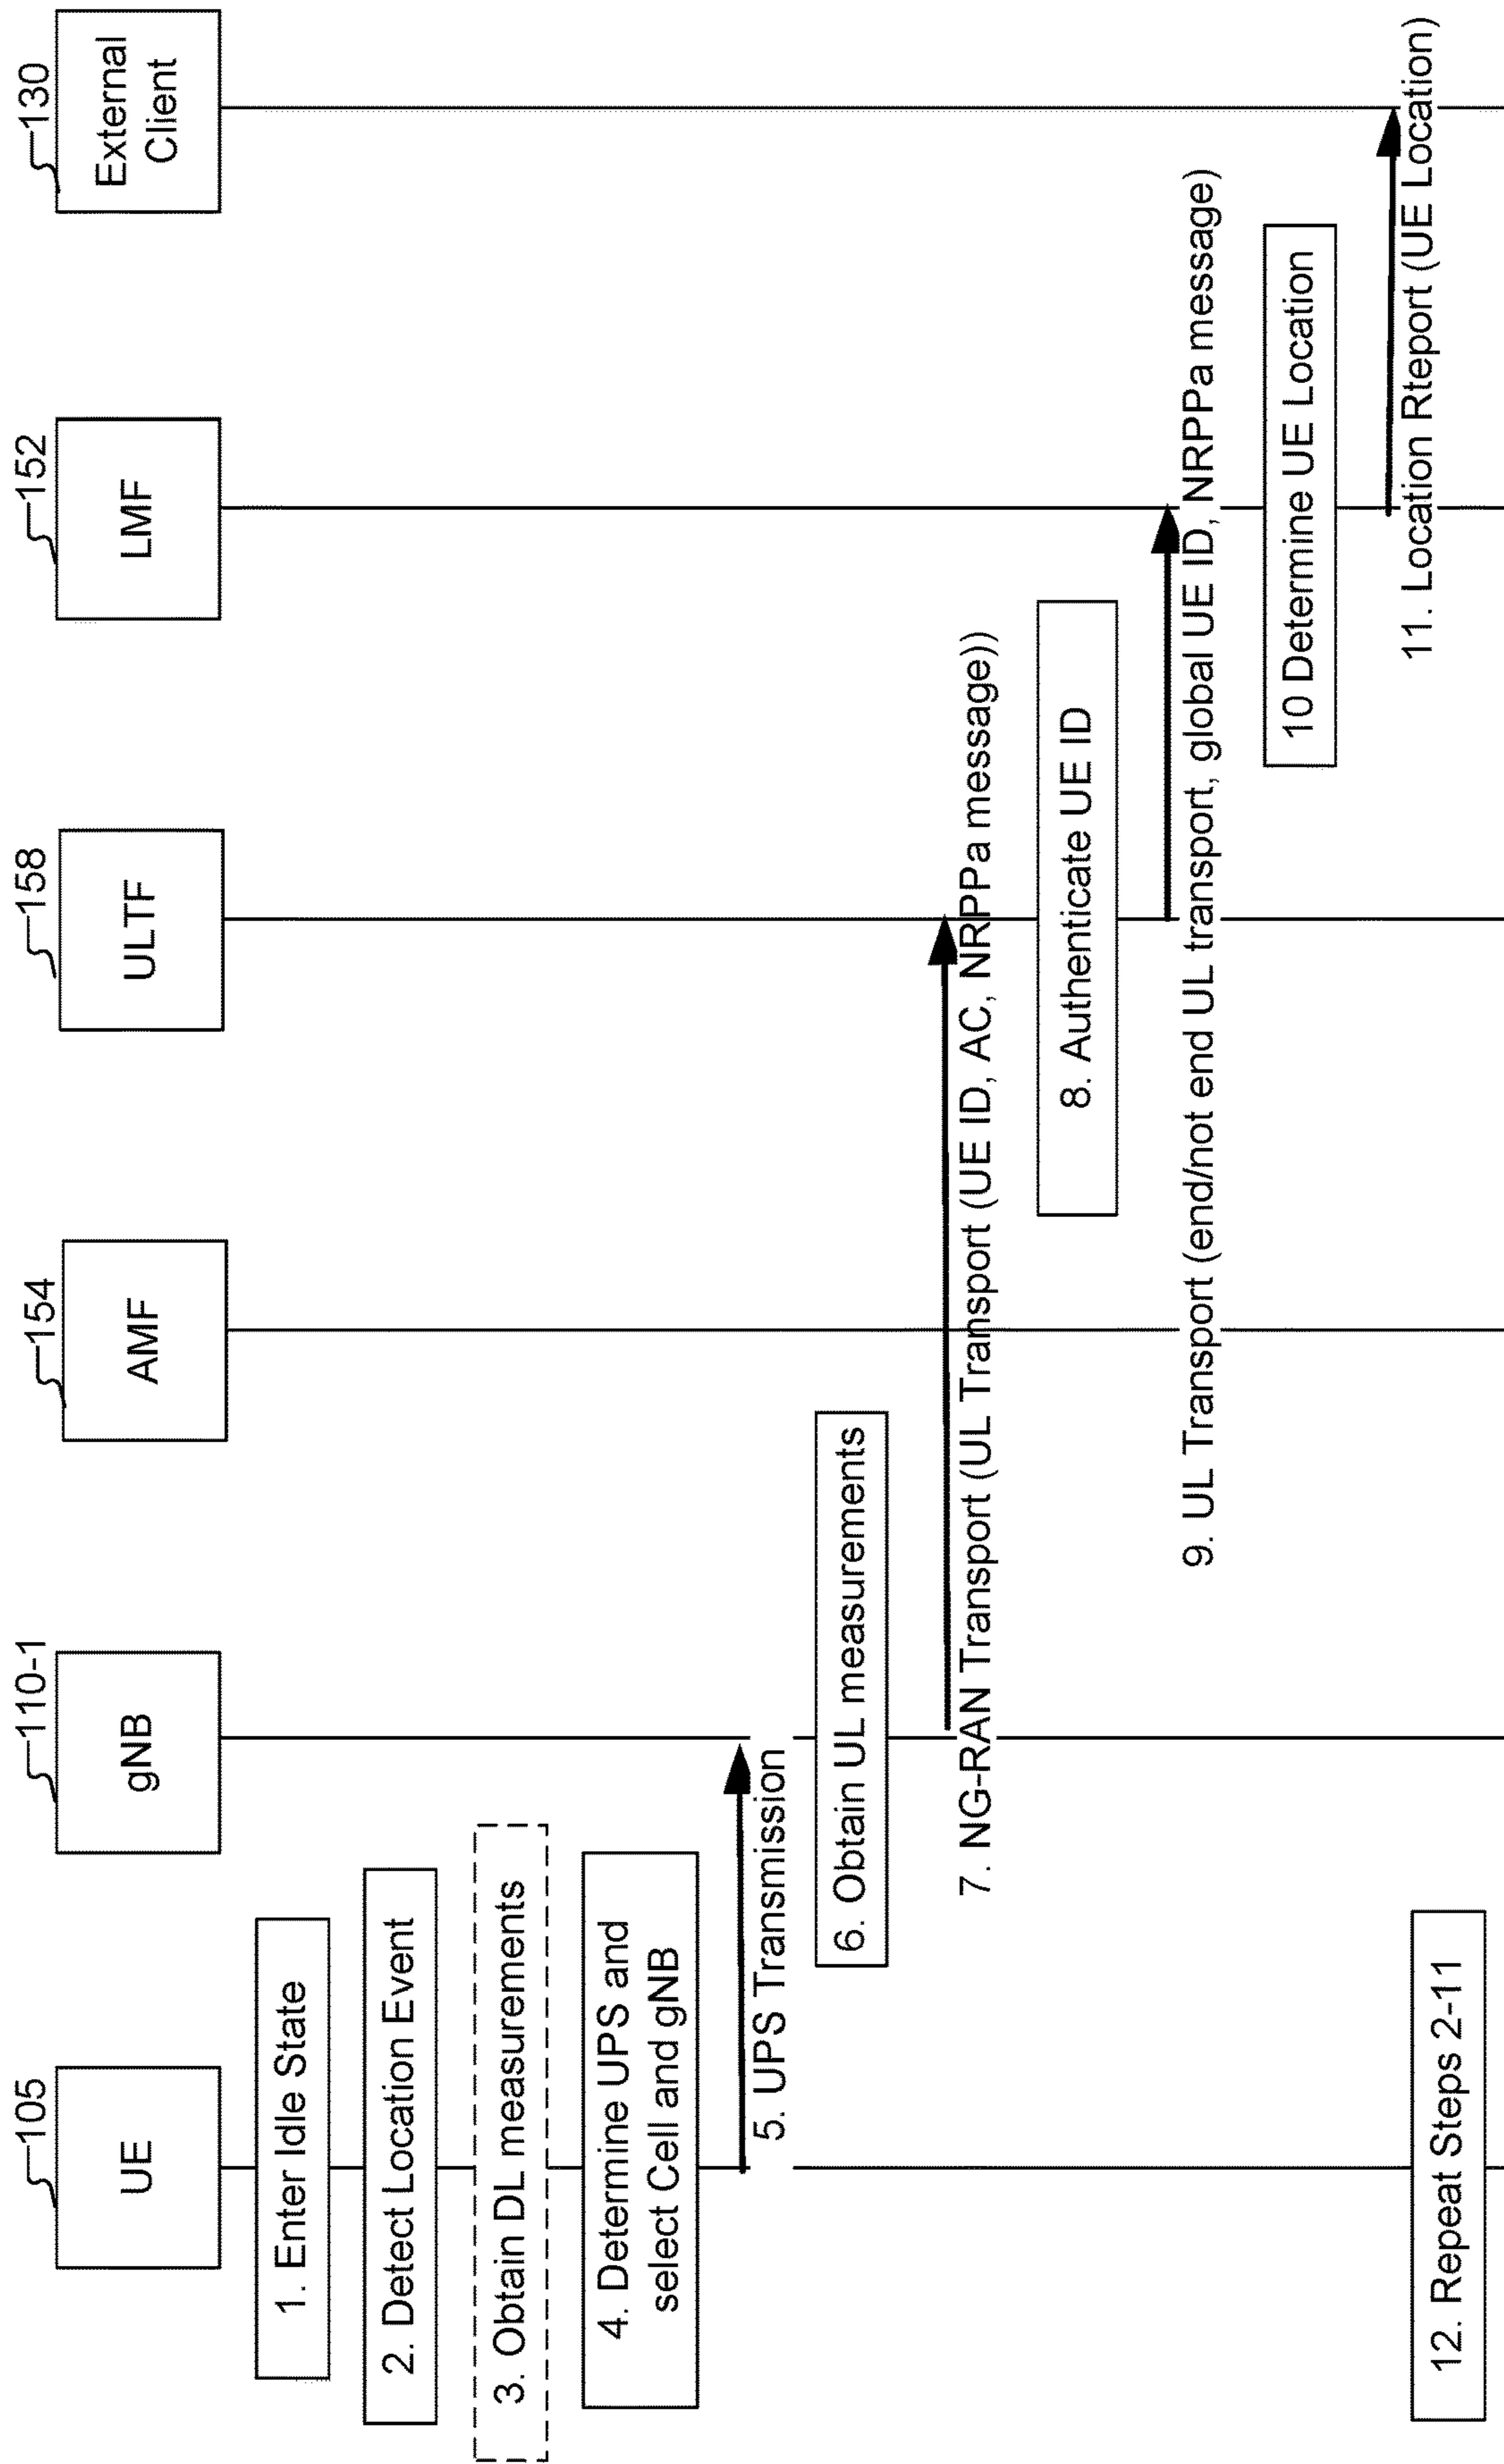 105
UE
110-1
gNB
154
AMF
158
ULTF
152
LMF
130
External
Client
1. Enter Idle State
2. Detect Location Event
3. Obtain DL measurements
4. Determine UPS and
select Cell and gNB
5. UPS Transmission
6. Obtain UL measurements
7. NG-RAN Transport (UL Transport (UE ID, AC, NRPPa message))
8. Authenticate UE ID
9. UL Transport (end/not end UL transport, global UE ID, NRPPa message)
10 Determine UE Location
11. Location Rteport (UE Location)
12. Repeat Steps 2-11